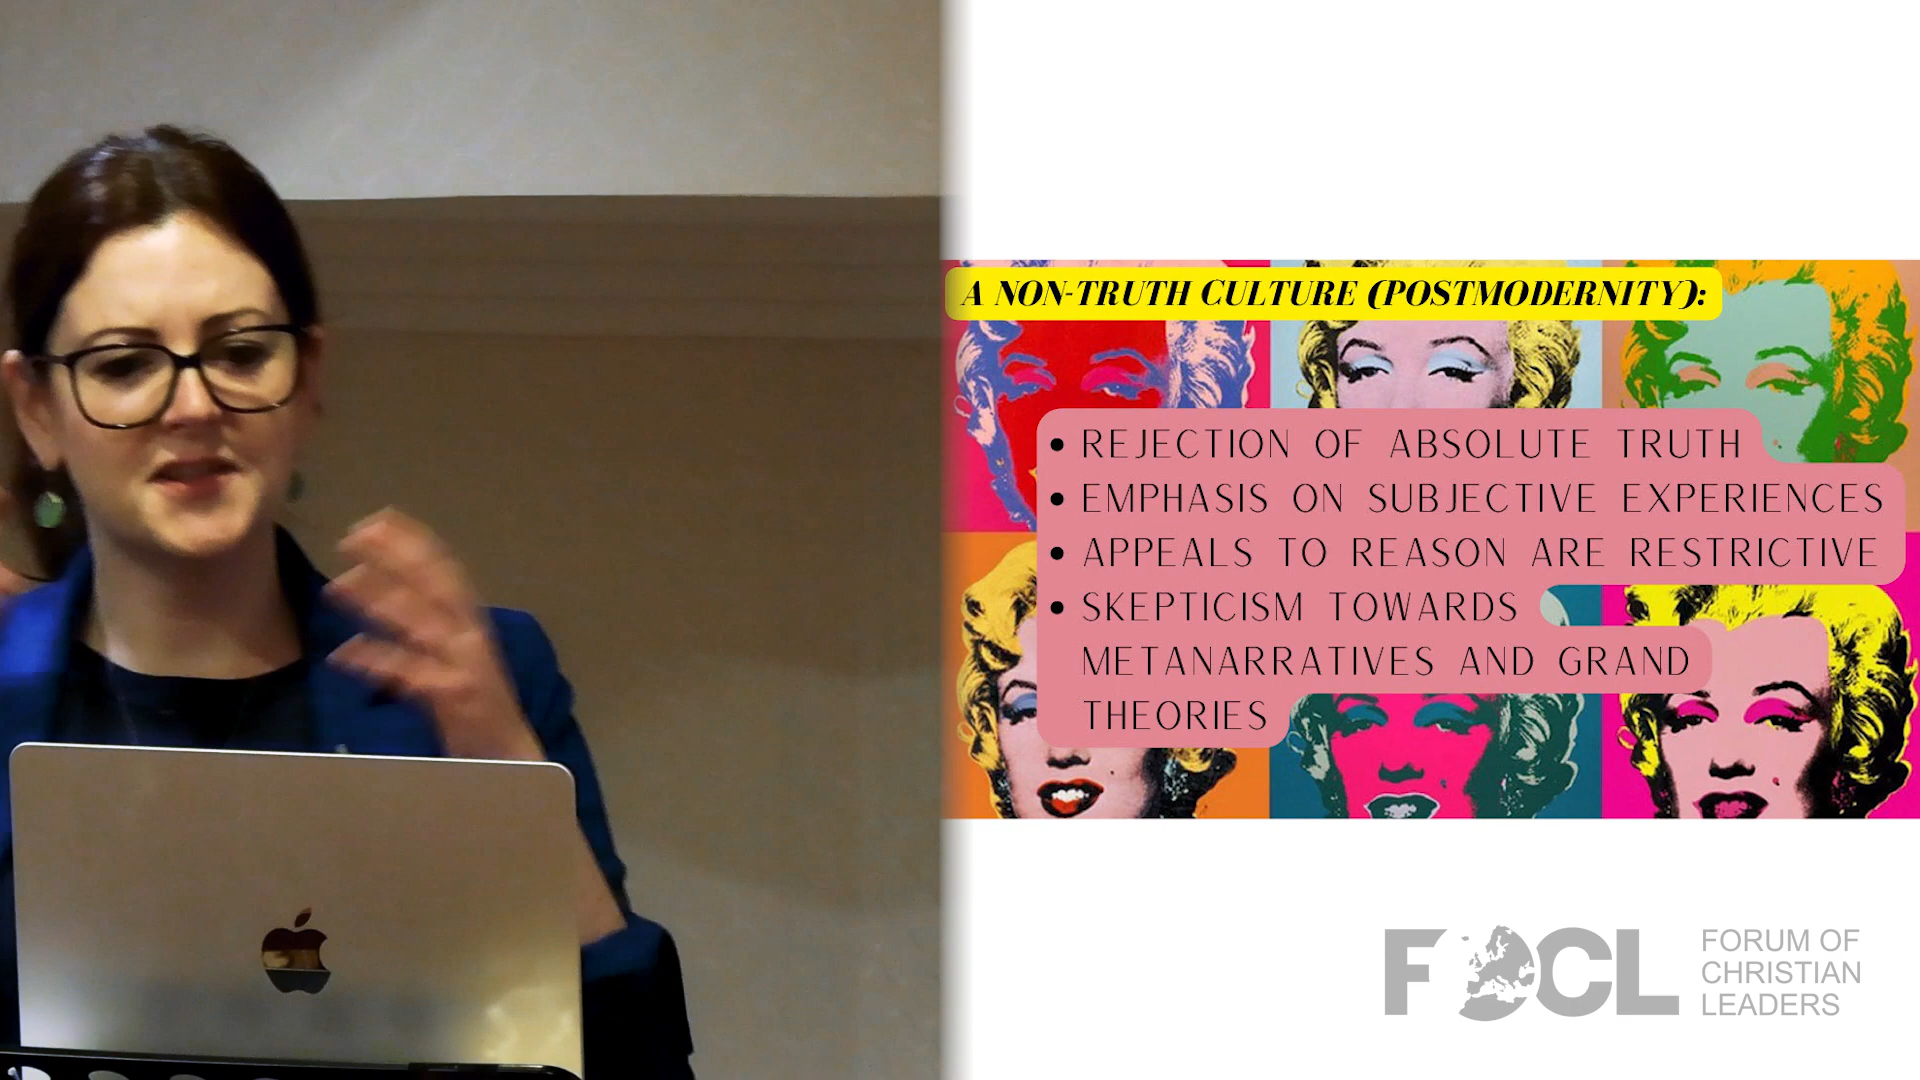 A NON-TRUTH CULTURE (POSTMODERNITY):
• REJECTION OF ABSOLUTE TRUTH
• EMPHASIS ON SUBJECTIVE EXPERIENCES
• APPEALS TO REASON ARE RESTRICTIVE
• SKEPTICISM TOWARDS
METANARRATIVES AND GRAND
THEORIES
FOCL
FORUM OF
CHRISTIAN
LEADERS